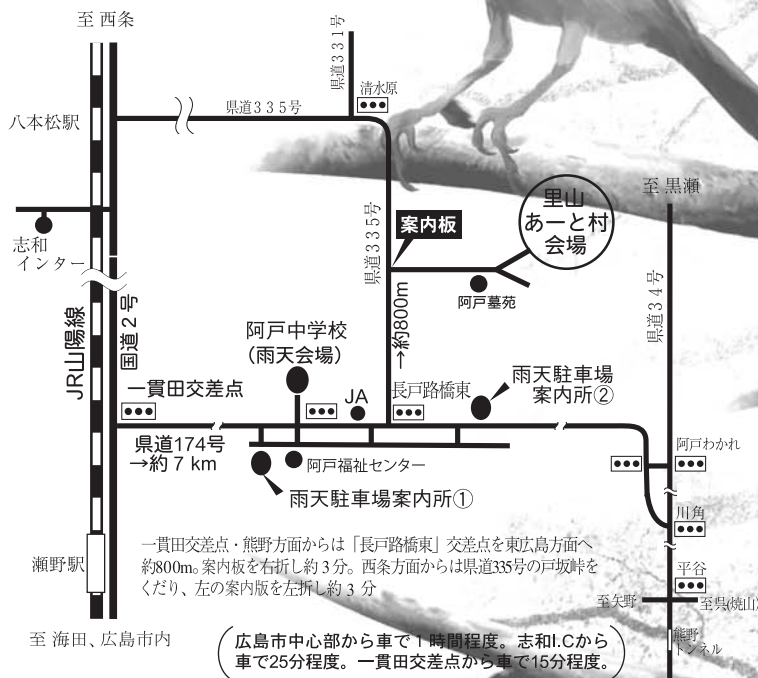 至 西条
県道331号
清水原
県道335号
八本松駅
志和
インター
JR山陽線
国道2号
県道335号
案内板
里山
あーと村
会場
阿戸墓苑
至 黒瀬
県道34号
→約800m
阿戸中学校
(雨天会場)
一貫田交差点
JA
長戸路橋東
雨天駐車場
案内所②
県道174号
→約7km
阿戸福祉センター
雨天駐車場案内所①
阿戸わかれ
川角
平谷
至矢野
至呉(焼山)
熊野
トンネル
瀬野駅
至 海田、広島市内
一貫田交差点・熊野方面からは「長戸路橋東」交差点を東広島方面へ
約800m。案内板を右折し約3分。西条方面からは県道335号の戸坂峠を
くだり、左の案内版を左折し約3分
広島市中心部から車で1時間程度。志和I.Cから
車で25分程度。一貫田交差点から車で15分程度。